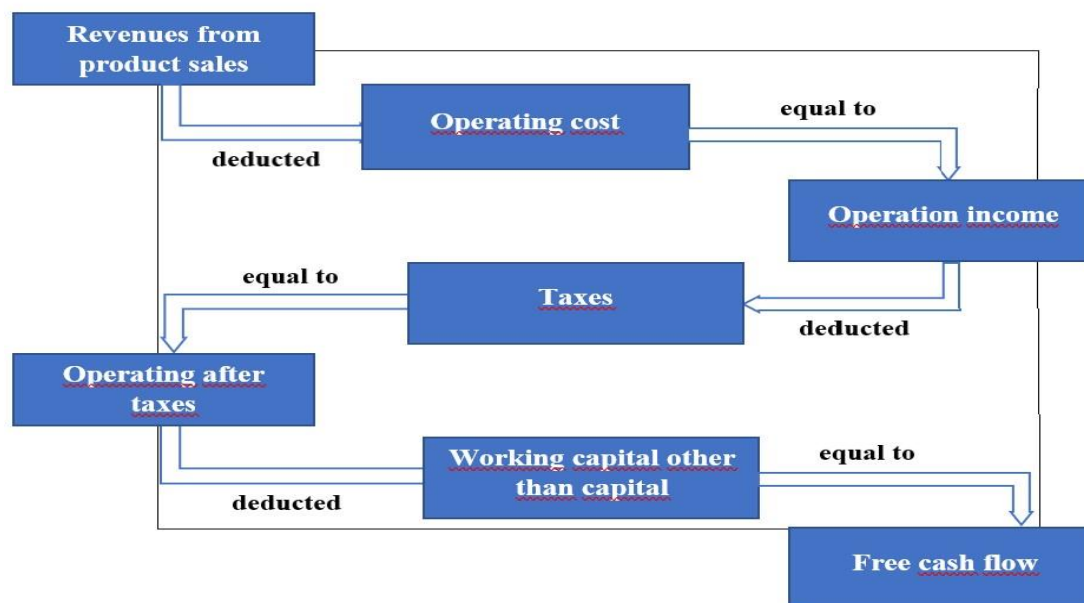 Revenues from
product sales
Operating cost
equal to
deducted
Operation income
equal to
Taxes
deducted
Operating after
taxes
Working capital other
than capital
equal to
deducted
Free cash flow